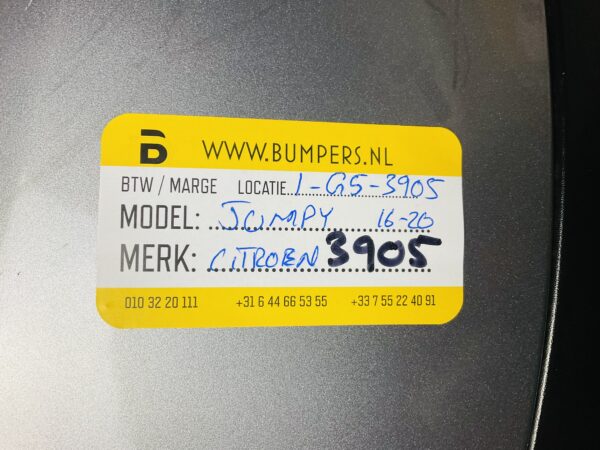 WWW.BUMPERS.NL
BTW / MARGE LOCATIE 1-G5-3905
MODEL: JUMPY 16-20
MERK: CITROEN 3905
010 32 20 111 +31 6 44 66 53 55 +33 7 55 22 40 91